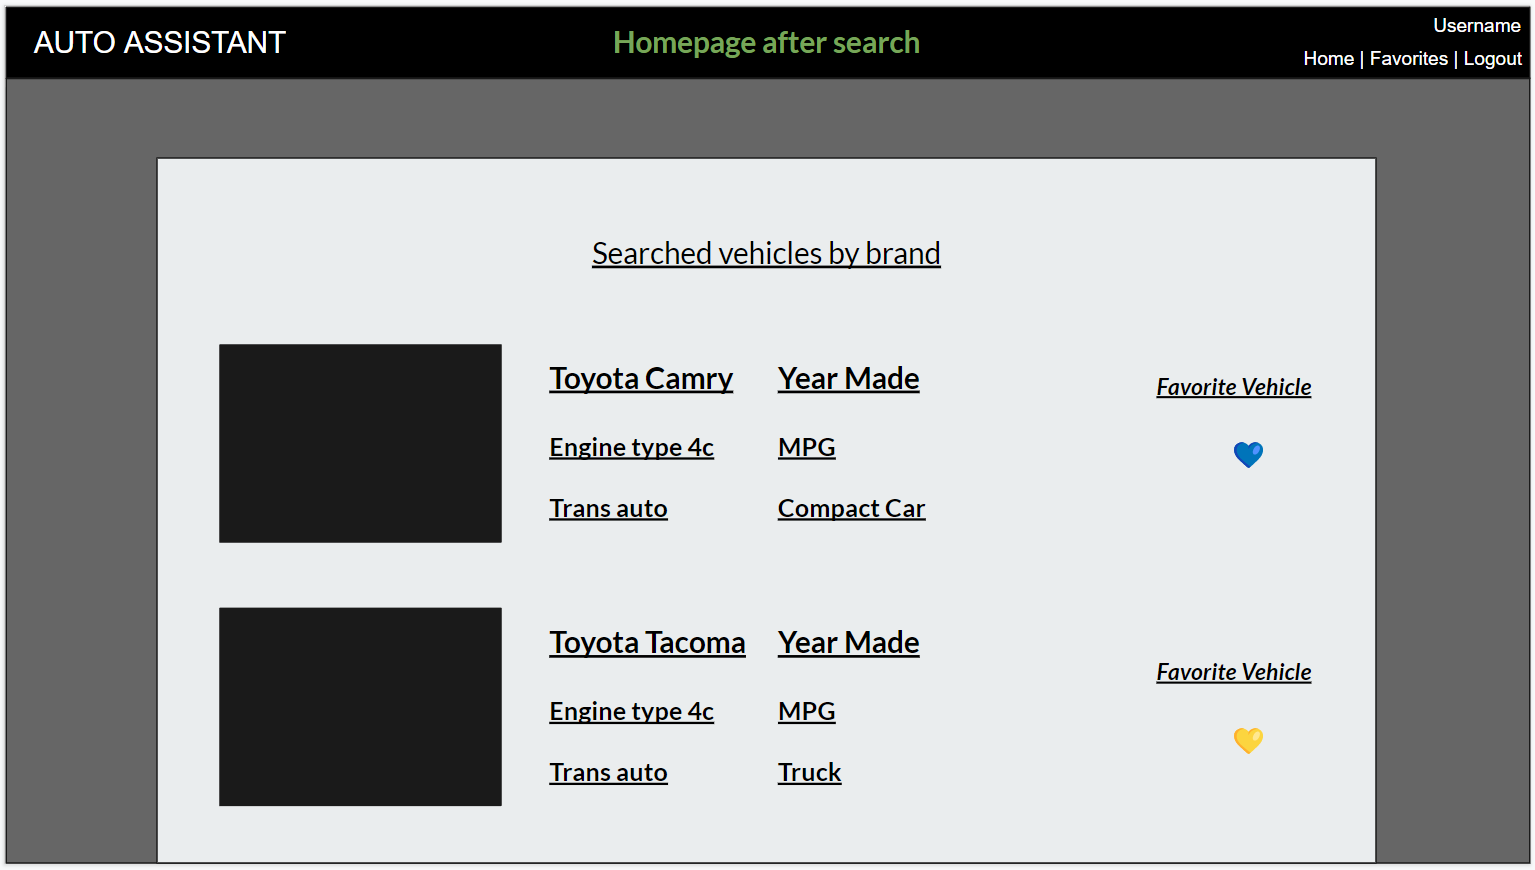 AUTO ASSISTANT
Homepage after search
Username
Home | Favorites | Logout
Searched vehicles by brand
Toyota Camry
Year Made
Favorite Vehicle
Engine type 4c
MPG
Trans auto
Compact Car
Toyota Tacoma
Year Made
Favorite Vehicle
Engine type 4c
MPG
Trans auto
Truck